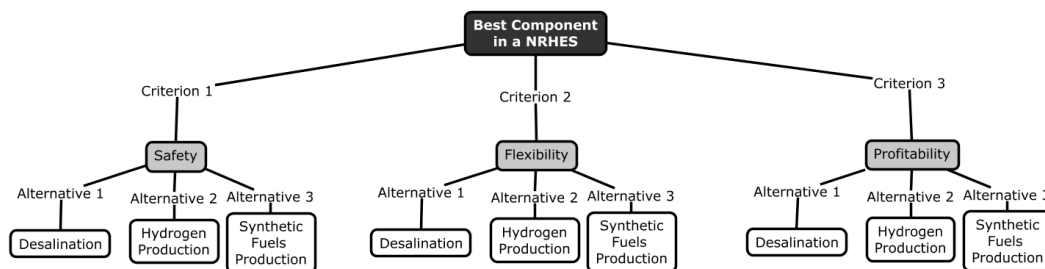 Best Component
in a NRHES
Criterion 1
Criterion 2
Criterion 3
Safety
Flexibility
Profitability
Alternative 1
Alternative 2
Alternative 3
Alternative 1
Alternative 2
Alternative 3
Alternative 1
Alternative 2
Alternative 3
Desalination
Hydrogen
Production
Synthetic
Fuels
Production
Desalination
Hydrogen
Production
Synthetic
Fuels
Production
Desalination
Hydrogen
Production
Synthetic
Fuels
Production